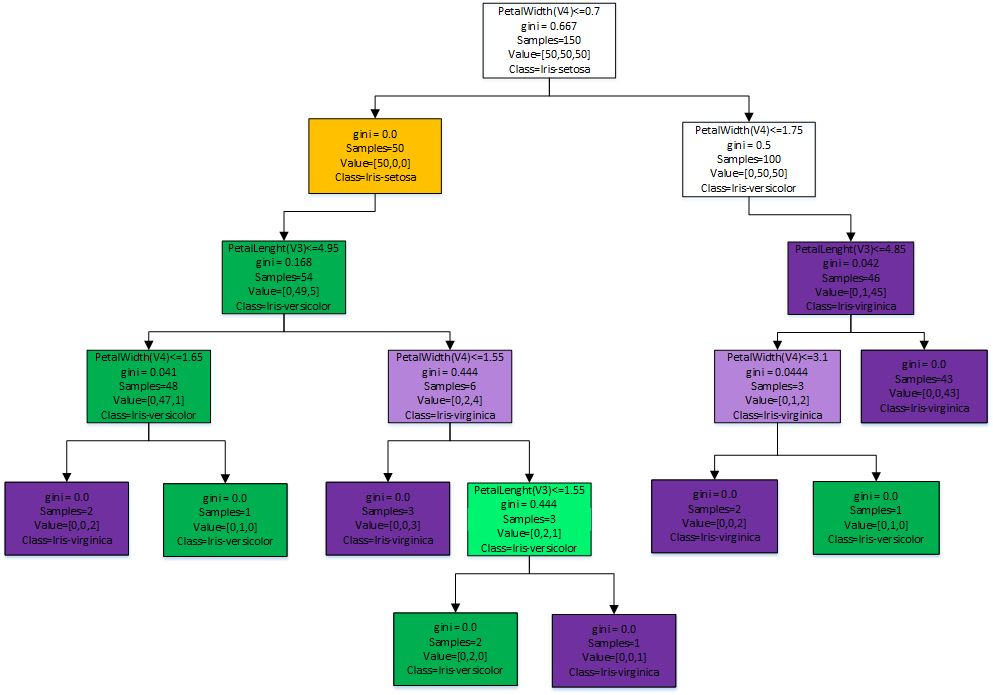 PetalWidth(V4)<=0.7
gini = 0.667
Samples=150
Value=[50,50,50]
Class=Iris-setosa
gini = 0.0
Samples=50
Value=[50,0,0]
Class=Iris-setosa
PetalWidth(V4)<=1.75
gini = 0.5
Samples=100
Value=[0,50,50]
Class=Iris-versicolor
PetalLenght(V3)<=4.95
gini = 0.168
Samples=54
Value=[0,49,5]
Class=Iris-versicolor
PetalLenght(V3)<=4.85
gini = 0.042
Samples=46
Value=[0,1,45]
Class=Iris-virginica
PetalWidth(V4)<=1.65
gini = 0.041
Samples=48
Value=[0,47,1]
Class=Iris-versicolor
PetalWidth(V4)<=1.55
gini = 0.444
Samples=6
Value=[0,2,4]
Class=Iris-virginica
PetalWidth(V4)<=3.1
gini = 0.0444
Samples=3
Value=[0,1,2]
Class=Iris-virginica
gini = 0.0
Samples=43
Value=[0,0,43]
Class=Iris-virginica
gini = 0.0
Samples=2
Value=[0,0,2]
Class=Iris-virginica
gini = 0.0
Samples=1
Value=[0,1,0]
Class=Iris-versicolor
gini = 0.0
Samples=3
Value=[0,0,3]
Class=Iris-virginica
PetalLenght(V3)<=1.55
gini = 0.444
Samples=3
Value=[0,2,1]
Class=Iris-versicolor
gini = 0.0
Samples=2
Value=[0,0,2]
Class=Iris-virginica
gini = 0.0
Samples=1
Value=[0,1,0]
Class=Iris-versicolor
gini = 0.0
Samples=2
Value=[0,2,0]
Class=Iris-versicolor
gini = 0.0
Samples=1
Value=[0,0,1]
Class=Iris-virginica